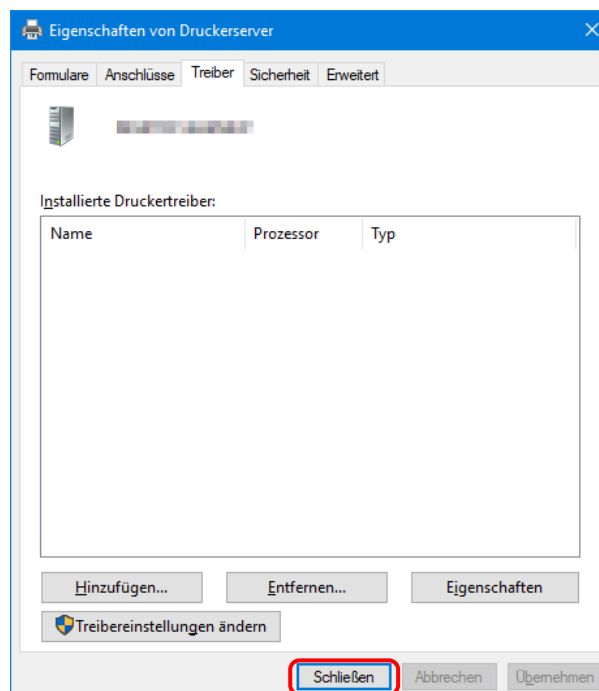 Eigenschaften von Druckerserver
Formulare Anschlüsse Treiber Sicherheit Erweitert
Installierte Druckertreiber:
Name Prozessor Typ
Hinzufügen... Entfernen... Eigenschaften
Treibereinstellungen ändern
Schließen Abbrechen Übernehmen